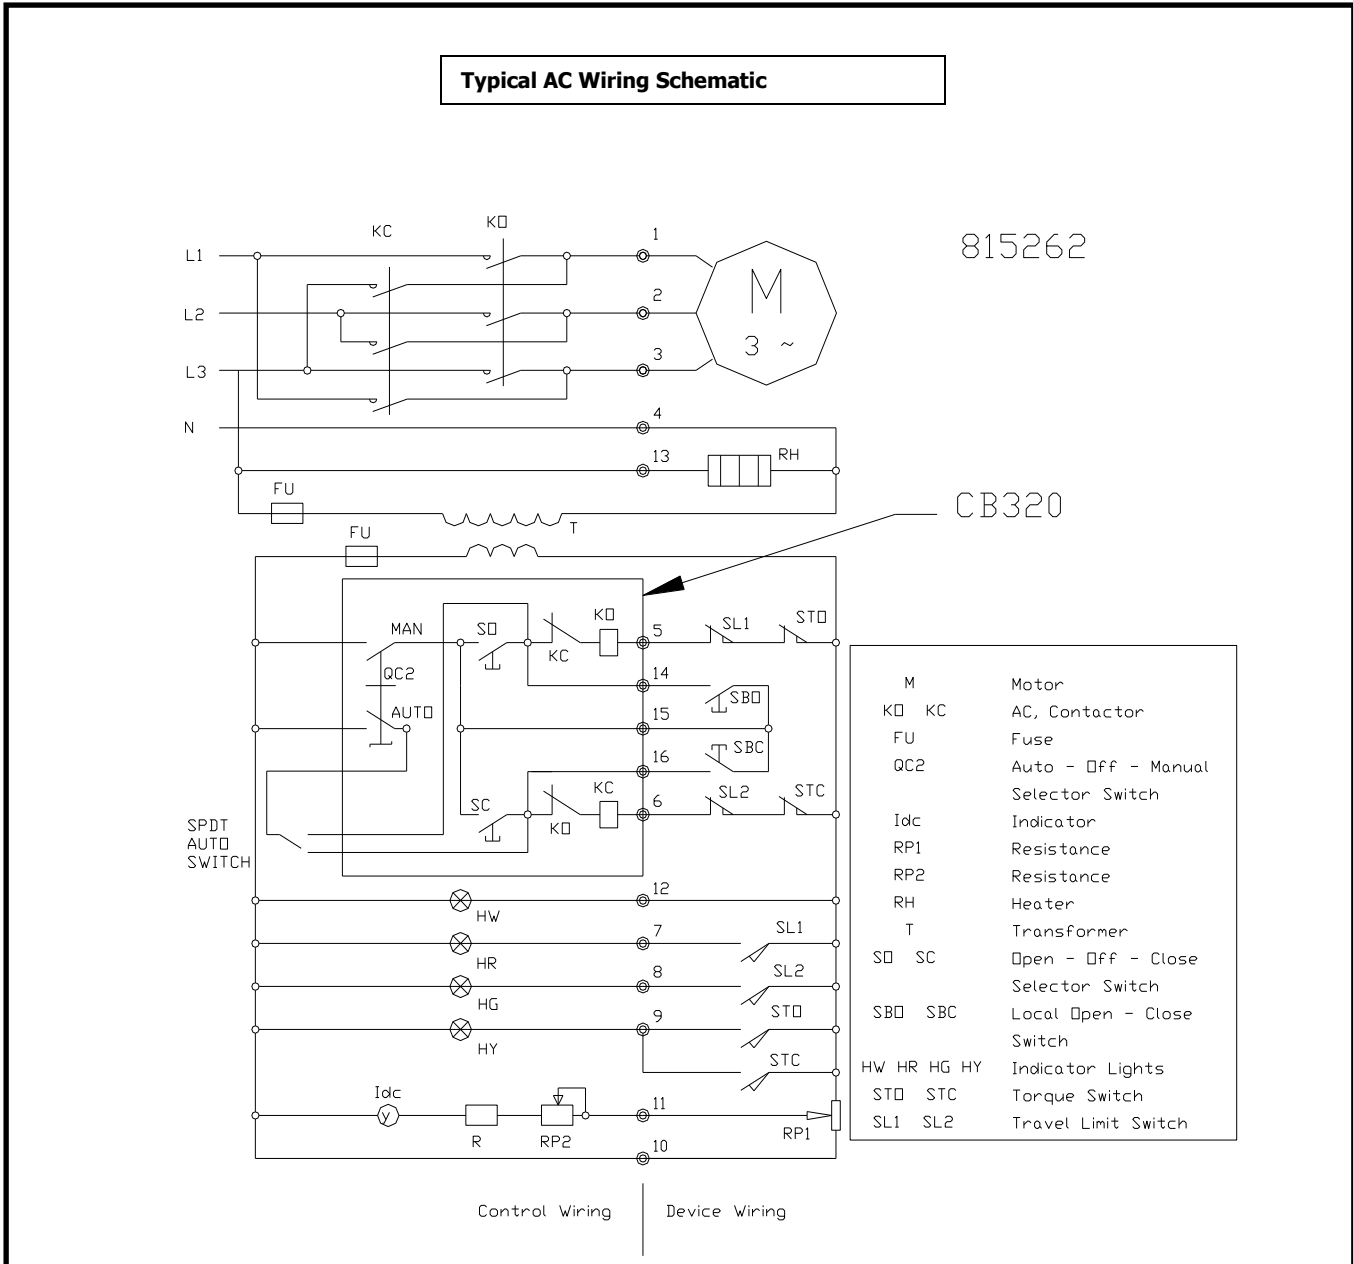 Typical AC Wiring Schematic
KC
KO
1
L1
815262
2
M
L2
3 ~
3
L3
4
N
13
RH
FU
CB320
T
FU
KO
MAN
SO
5
SL1
STO
KC
QC2
14
SBO
AUTO
15
SBC
16
SC
KC
SL2
STC
6
KO
SPDT
AUTO
SWITCH
12
HW
7
SL1
HR
8
SL2
HG
9
STO
HY
STC
Idc
11
Y
R
RP2
RP1
10
Control Wiring
Device Wiring
M Motor
KO KC AC, Contactor
FU Fuse
QC2 Auto - Off - Manual
Selector Switch
Idc Indicator
RP1 Resistance
RP2 Resistance
RH Heater
T Transformer
SO SC Open - Off - Close
Selector Switch
SBO SBC Local Open - Close
Switch
HW HR HG HY Indicator Lights
STO STC Torque Switch
SL1 SL2 Travel Limit Switch